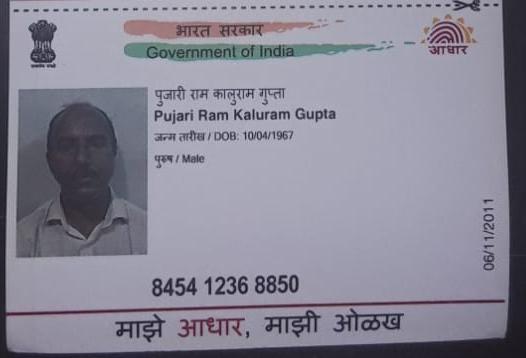 भारत सरकार
Government of India
आधार
पुजारी राम कालुराम गुप्ता
Pujari Ram Kaluram Gupta
जन्म तारीख / DOB: 10/04/1967
पुरुष / Male
06/11/2011
8454 1236 8850
माझे आधार, माझी ओळख